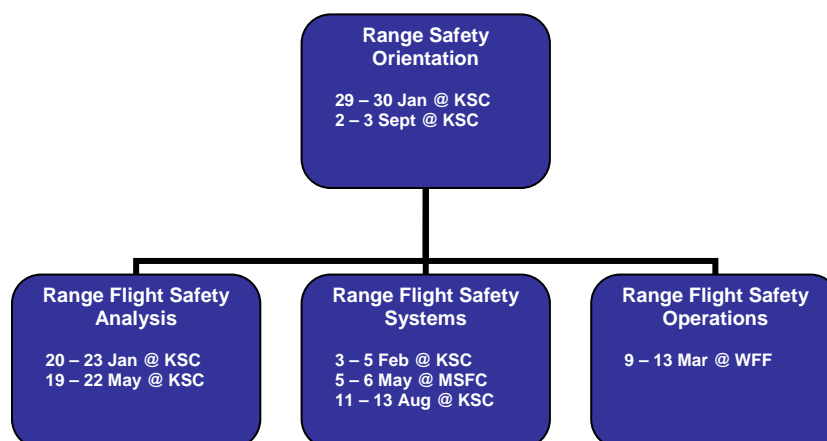 Range Safety
Orientation
29 – 30 Jan @ KSC
2 – 3 Sept @ KSC
Range Flight Safety
Analysis
20 – 23 Jan @ KSC
19 – 22 May @ KSC
Range Flight Safety
Systems
3 – 5 Feb @ KSC
5 – 6 May @ MSFC
11 – 13 Aug @ KSC
Range Flight Safety
Operations
9 – 13 Mar @ WFF